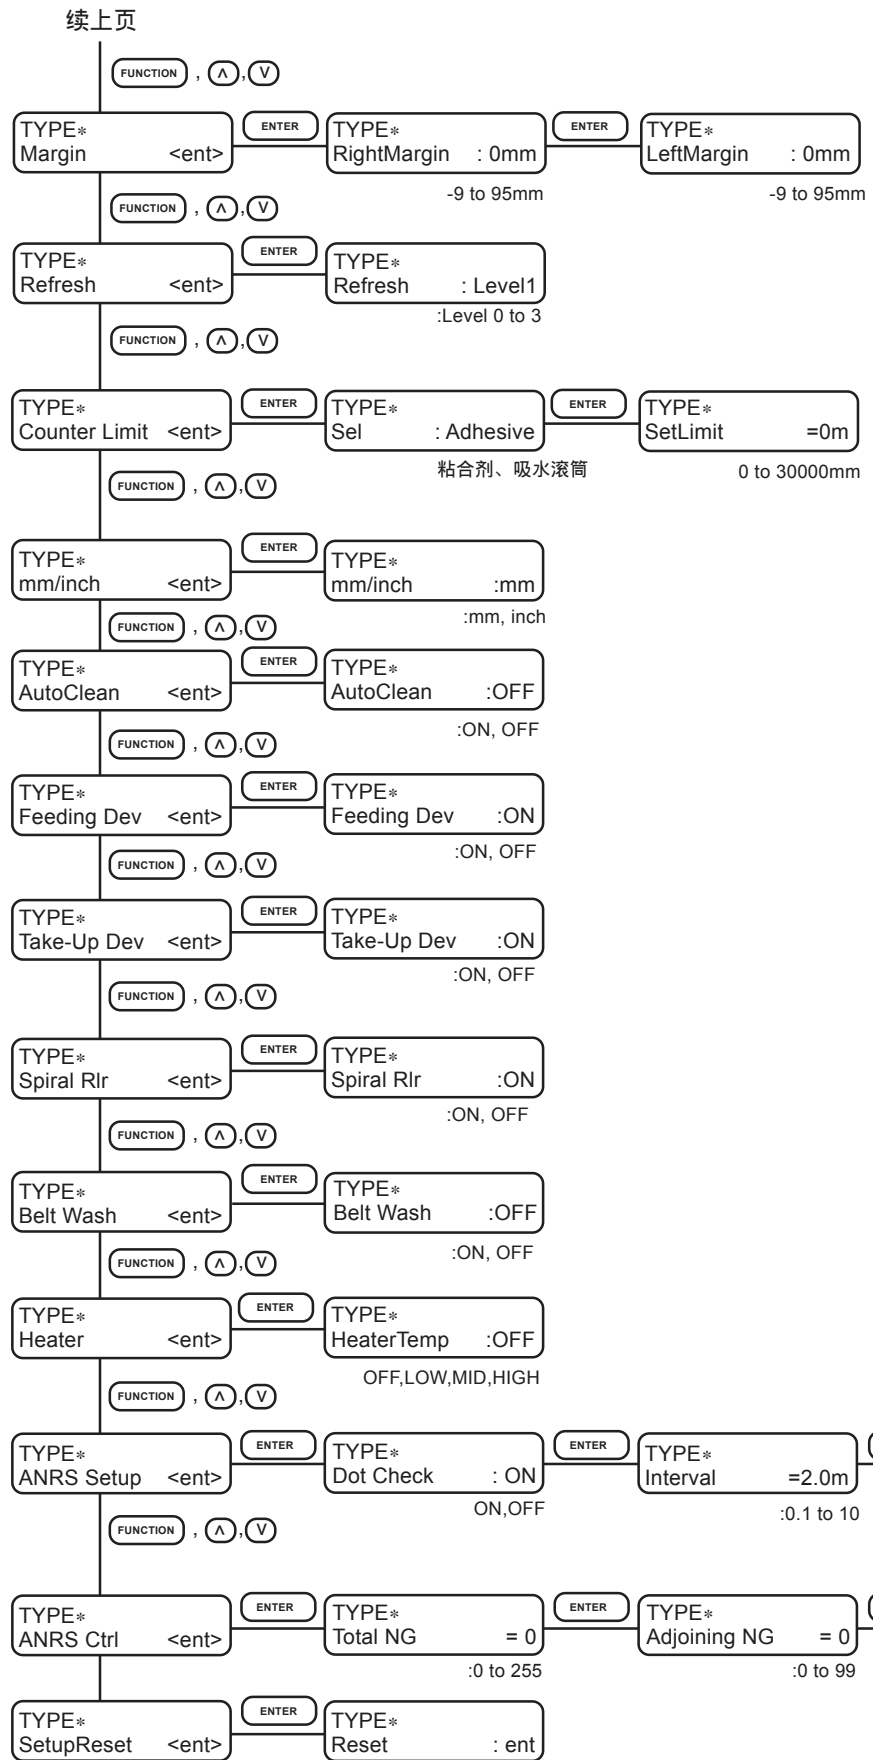 续上页
FUNCTION , ∧,∨
TYPE* ENTER TYPE* ENTER TYPE*
Margin <ent> RightMargin : 0mm LeftMargin : 0mm
-9 to 95mm -9 to 95mm
FUNCTION , ∧,∨
TYPE* ENTER TYPE*
Refresh <ent> Refresh : Level1
:Level 0 to 3
FUNCTION , ∧,∨
TYPE* ENTER TYPE* ENTER TYPE*
Counter Limit <ent> Sel : Adhesive SetLimit =0m
粘合剂、吸水滚筒 0 to 30000mm
FUNCTION , ∧,∨
TYPE* ENTER TYPE*
mm/inch <ent> mm/inch :mm
:mm, inch
FUNCTION , ∧,∨
TYPE* ENTER TYPE*
AutoClean <ent> AutoClean :OFF
:ON, OFF
FUNCTION , ∧,∨
TYPE* ENTER TYPE*
Feeding Dev <ent> Feeding Dev :ON
:ON, OFF
FUNCTION , ∧,∨
TYPE* ENTER TYPE*
Take-Up Dev <ent> Take-Up Dev :ON
:ON, OFF
FUNCTION , ∧,∨
TYPE* ENTER TYPE*
Spiral Rlr <ent> Spiral Rlr :ON
:ON, OFF
FUNCTION , ∧,∨
TYPE* ENTER TYPE*
Belt Wash <ent> Belt Wash :OFF
:ON, OFF
FUNCTION , ∧,∨
TYPE* ENTER TYPE*
Heater <ent> HeaterTemp :OFF
OFF,LOW,MID,HIGH
FUNCTION , ∧,∨
TYPE* ENTER TYPE* ENTER TYPE*
ANRS Setup <ent> Dot Check : ON Interval =2.0m
ON,OFF :0.1 to 10
FUNCTION , ∧,∨
TYPE* ENTER TYPE* ENTER TYPE*
ANRS Ctrl <ent> Total NG = 0 Adjoining NG = 0
:0 to 255 :0 to 99
TYPE* ENTER TYPE*
SetupReset <ent> Reset : ent